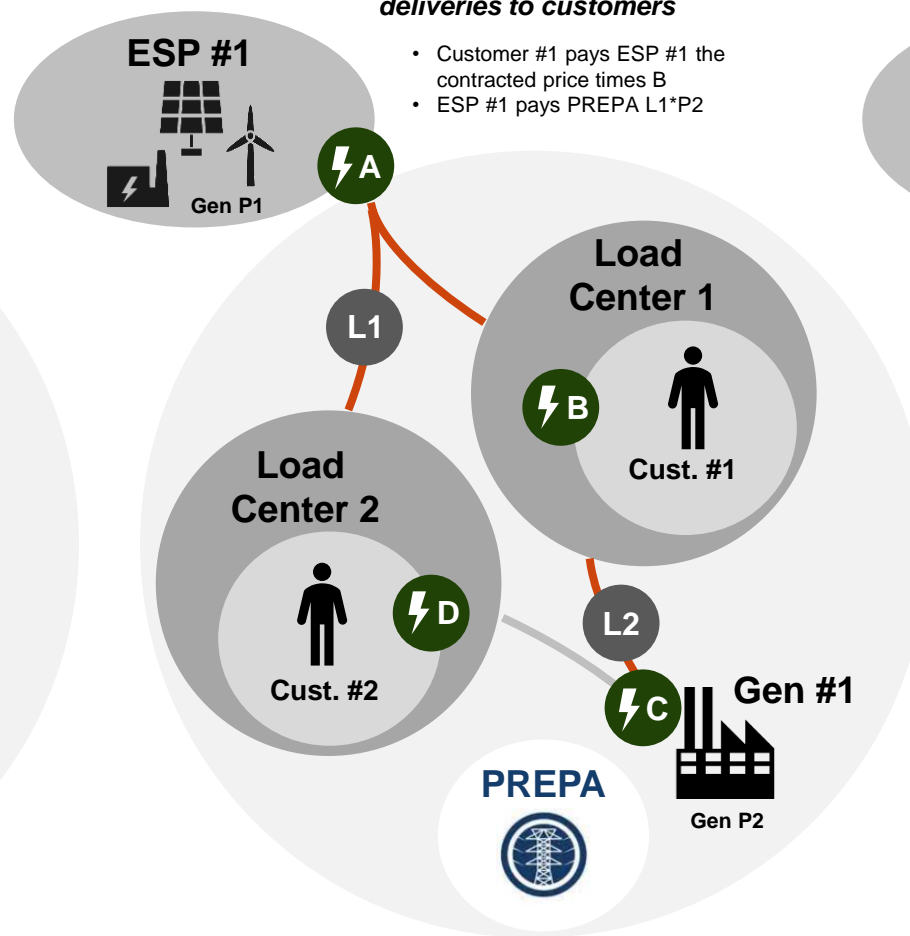 deliveries to customers
ESP #1
• Customer #1 pays ESP #1 the
contracted price times B
• ESP #1 pays PREPA L1*P2
A
Gen P1
Load
Center 1
L1
B
Cust. #1
Load
Center 2
D
L2
Cust. #2
C
Gen #1
PREPA
Gen P2